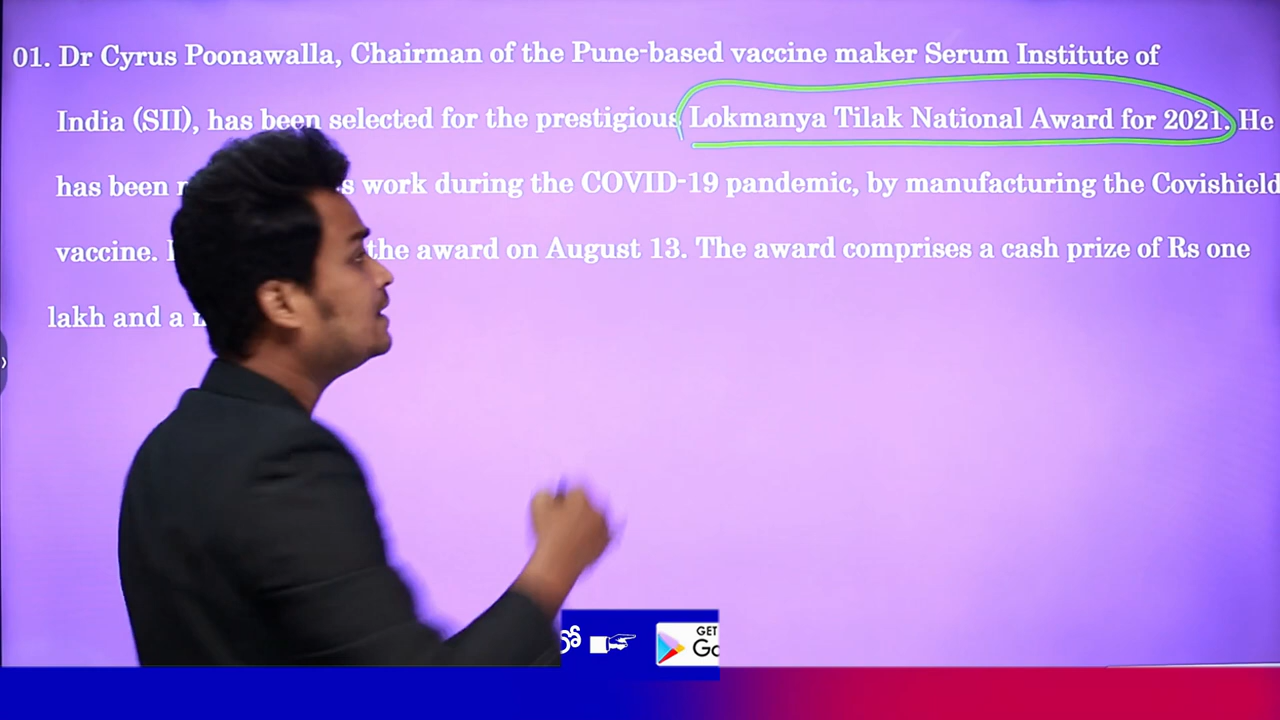 01. Dr Cyrus Poonawalla, Chairman of the Pune-based vaccine maker Serum Institute of
India (SII), has been selected for the prestigious Lokmanya Tilak National Award for 2021. He
has been work during the COVID-19 pandemic, by manufacturing the Covishield
vaccine. the award on August 13. The award comprises a cash prize of Rs one
lakh and a
GET